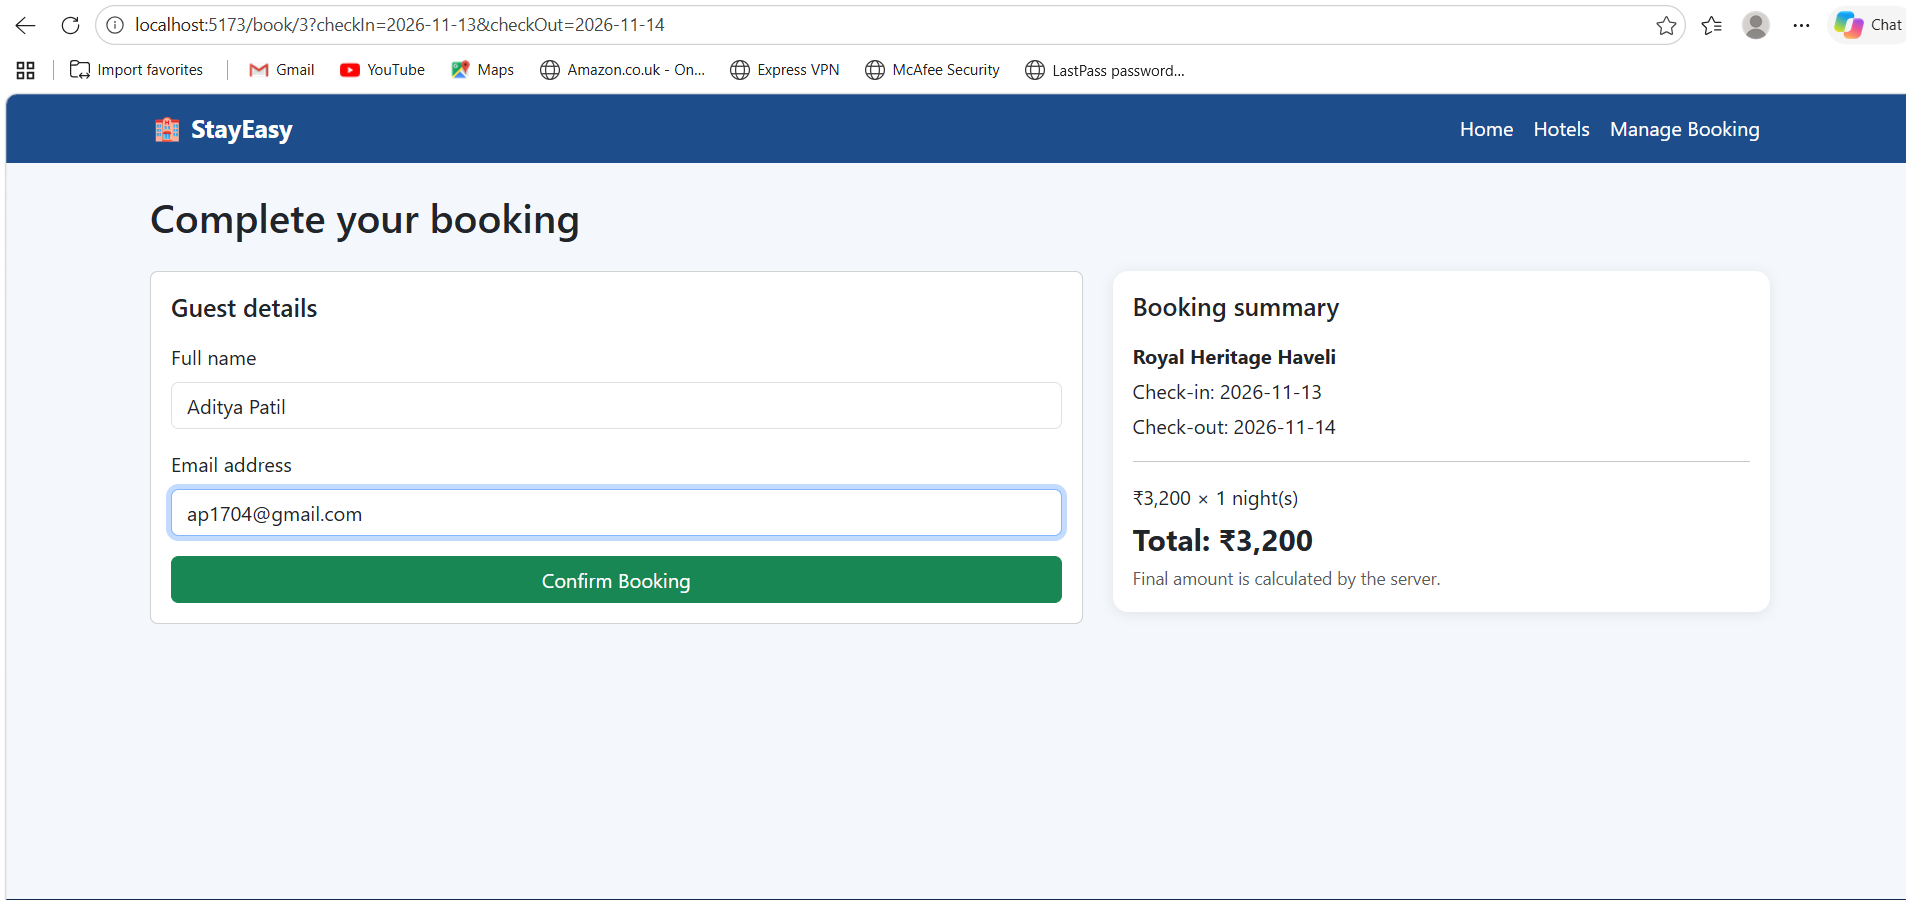 localhost:5173/book/3?checkIn=2026-11-13&checkOut=2026-11-14
Chat
Import favorites
Gmail
YouTube
Maps
Amazon.co.uk - On...
Express VPN
McAfee Security
LastPass password...
StayEasy
Home
Hotels
Manage Booking
Complete your booking
Guest details
Full name
Aditya Patil
Email address
ap1704@gmail.com
Confirm Booking
Booking summary
Royal Heritage Haveli
Check-in: 2026-11-13
Check-out: 2026-11-14
₹3,200 × 1 night(s)
Total: ₹3,200
Final amount is calculated by the server.